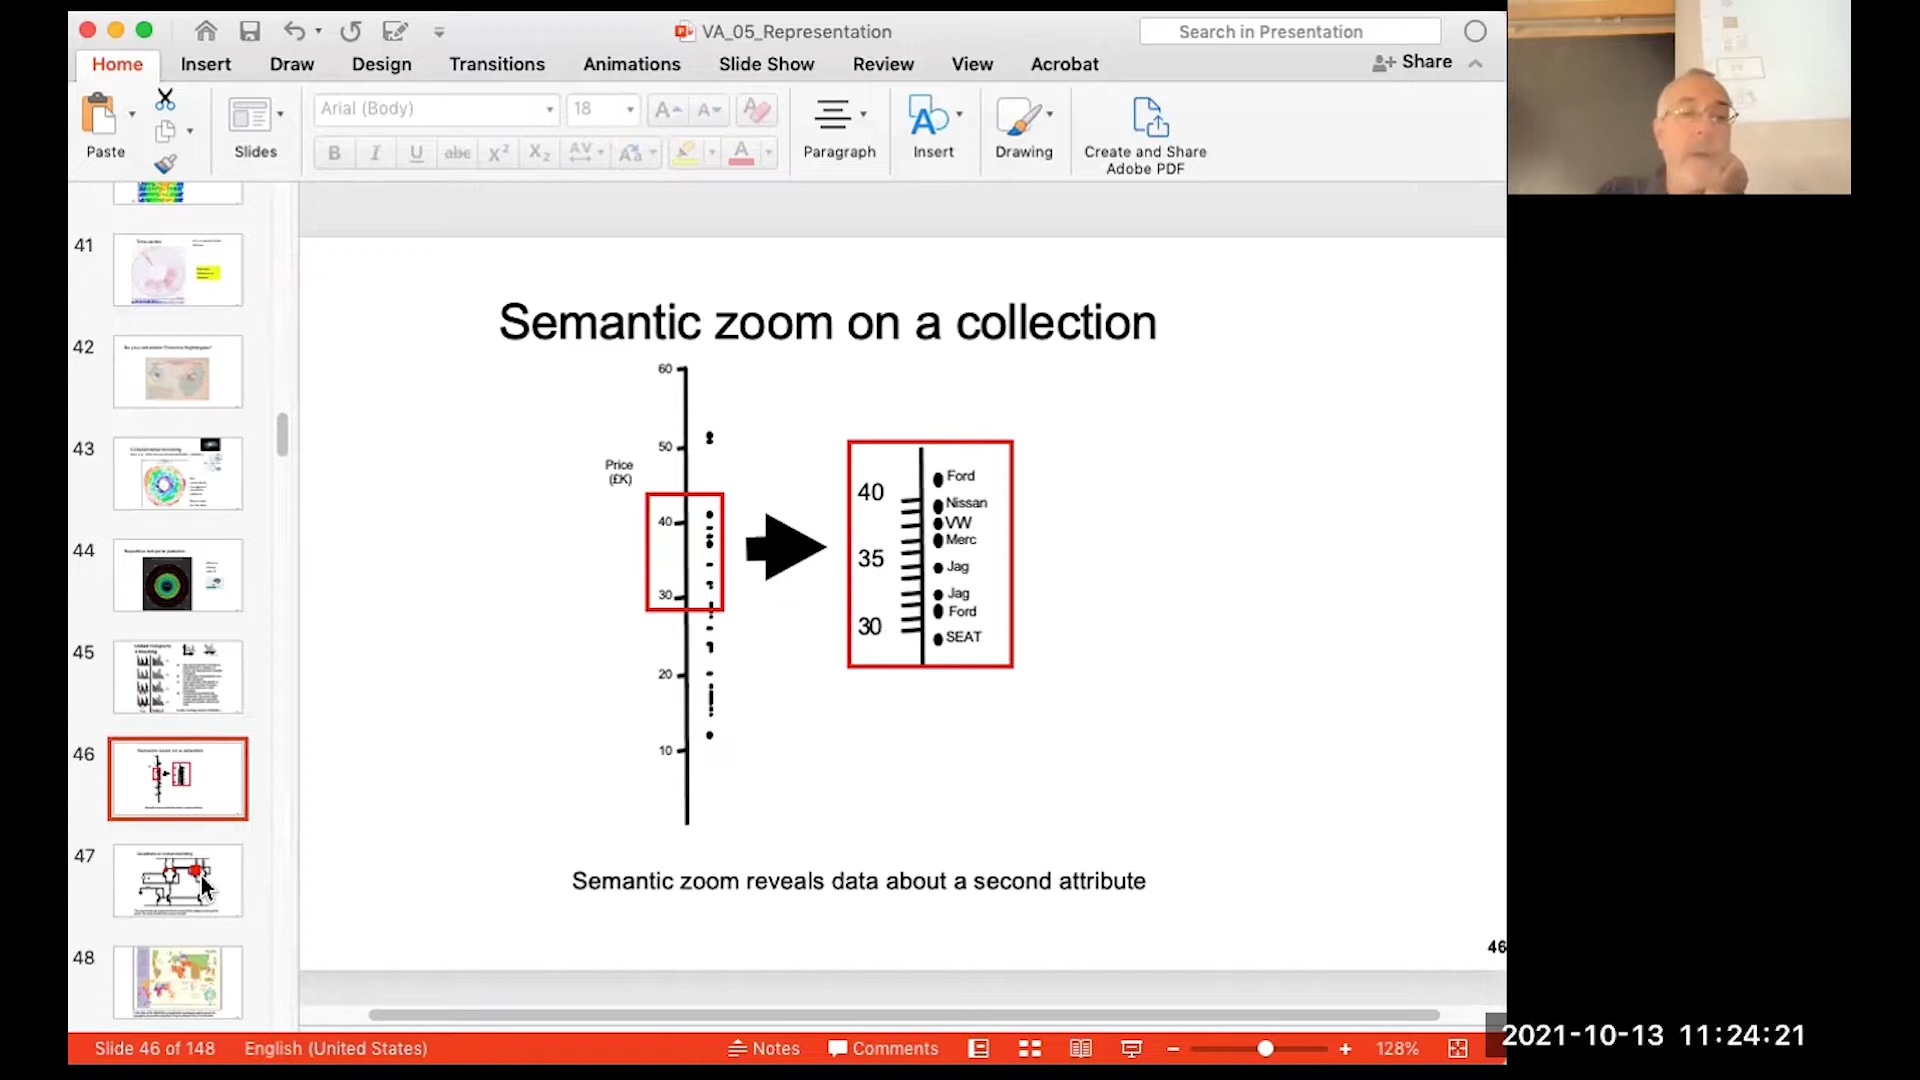 VA_05_Representation
Search in Presentation
Home Insert Draw Design Transitions Animations Slide Show Review View Acrobat Share
Arial (Body) 18
Paste Slides Paragraph Insert Drawing Create and Share
Adobe PDF
41
42
43
44
45
46
47
48
Semantic zoom on a collection
Price
(£K)
60
50
40
30
20
10
40
35
30
Ford
Nissan
VW
Merc
Jag
Jag
Ford
SEAT
Semantic zoom reveals data about a second attribute
46
Slide 46 of 148 English (United States) Notes Comments 128%
2021-10-13 11:24:21